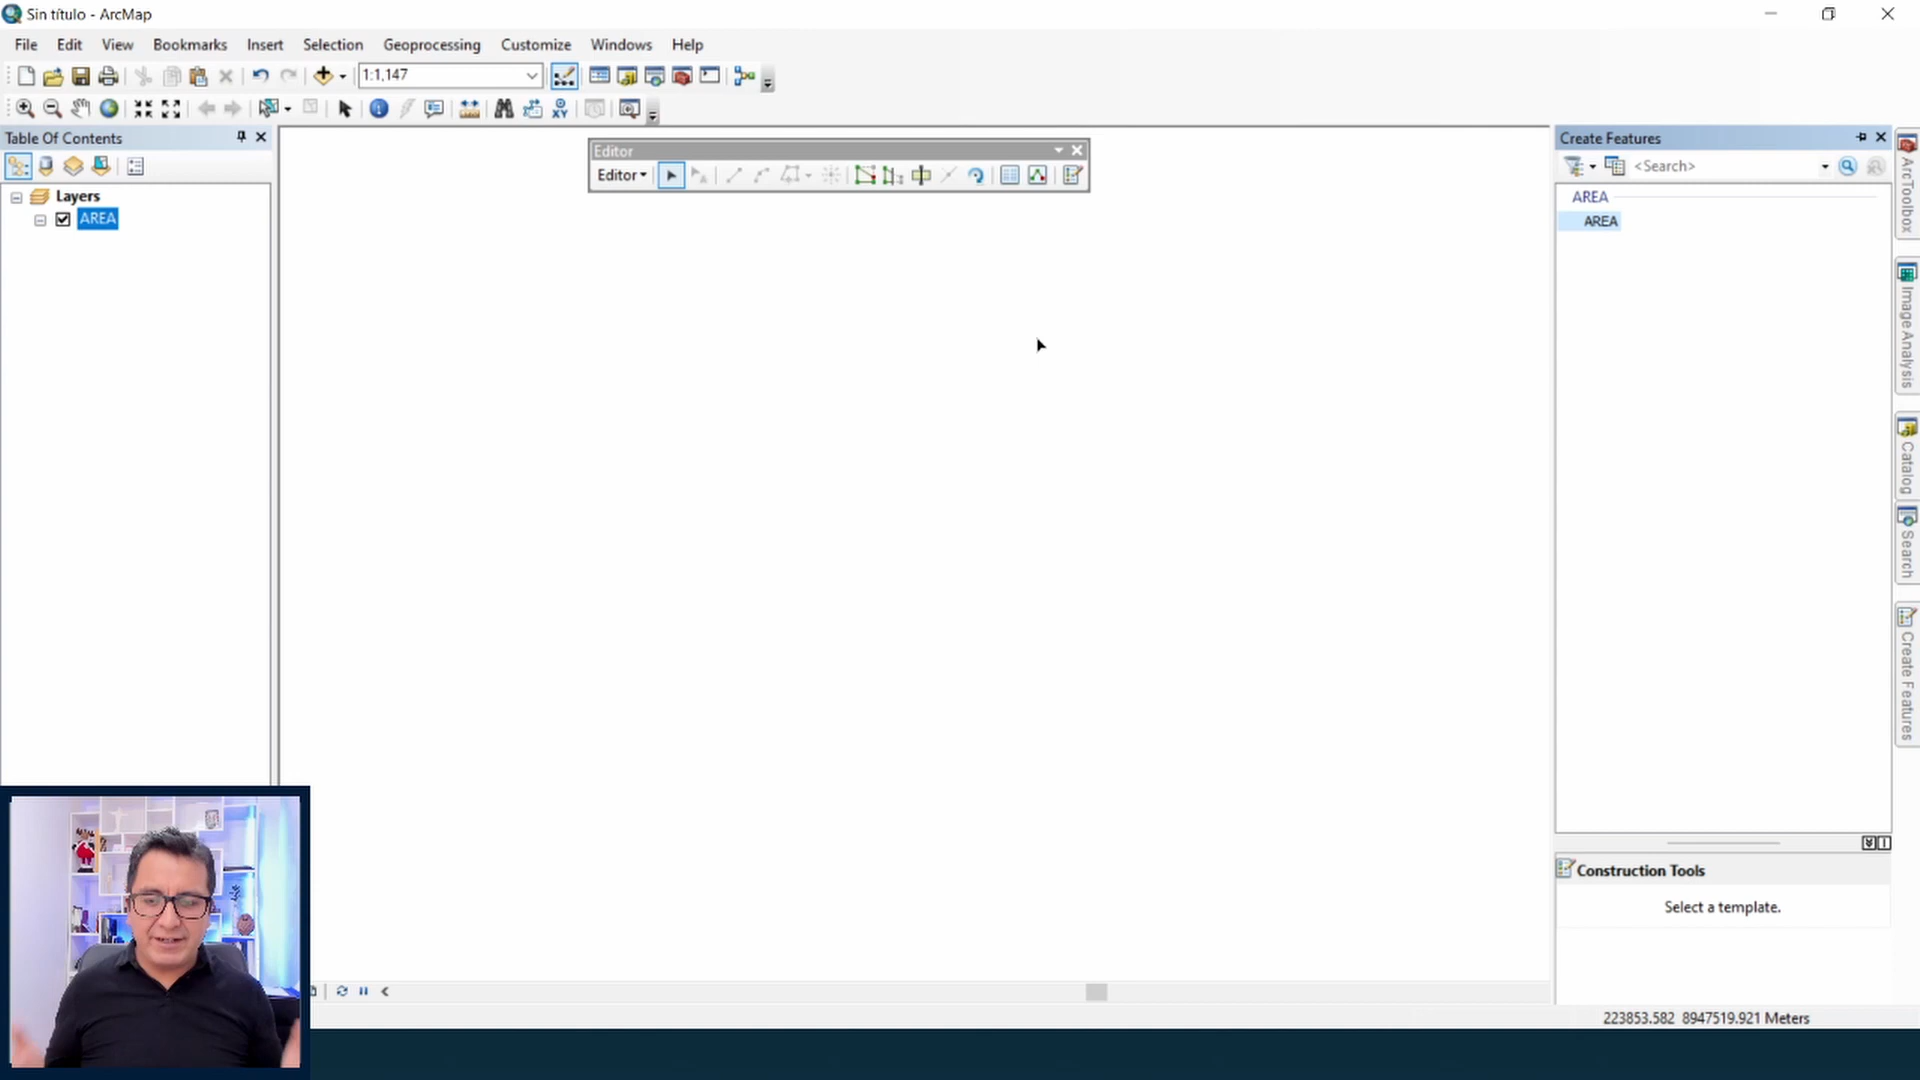 Sin título - ArcMap
File Edit View Bookmarks Insert Selection Geoprocessing Customize Windows Help
1:1,147
Table Of Contents
Layers
AREA
Editor
Editor
Create Features
<Search>
AREA
AREA
Construction Tools
Select a template.
ArcToolbox
Image Analysis
Catalog
Search
Create Features
223853.582 8947519.921 Meters